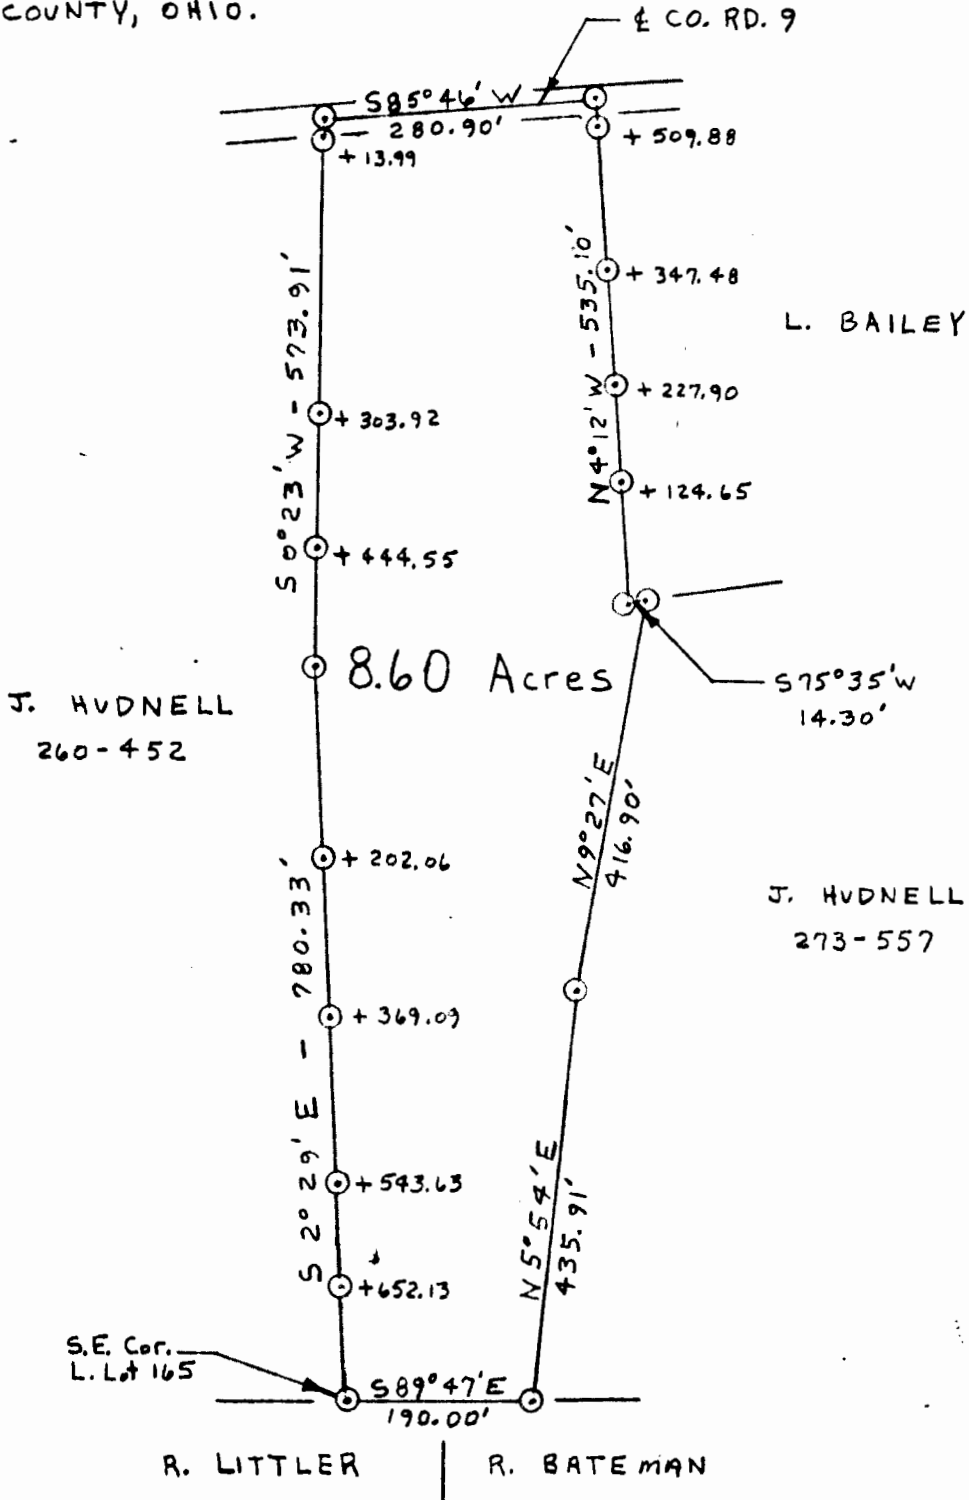 COUNTY, OHIO.
℄ CO. RD. 9
S85°46' W
280.90'
+ 13.99
+ 509.88
+ 347.48
L. BAILEY
S 0°23' W - 573.91'
N 4°12' W - 535.10'
+ 227.90
+ 303.92
+ 124.65
+ 444.55
8.60 Acres
S75°35'W
14.30'
J. HUDNELL
260-452
N9°27'E
416.90'
+ 202.06
J. HUDNELL
273-557
+ 369.09
S 2°29' E - 780.33'
+ 543.63
N 5°54' E
435.91'
+652.13
S.E. Cor.
L. Lot 165
S89°47'E
190.00'
R. LITTLER
R. BATEMAN